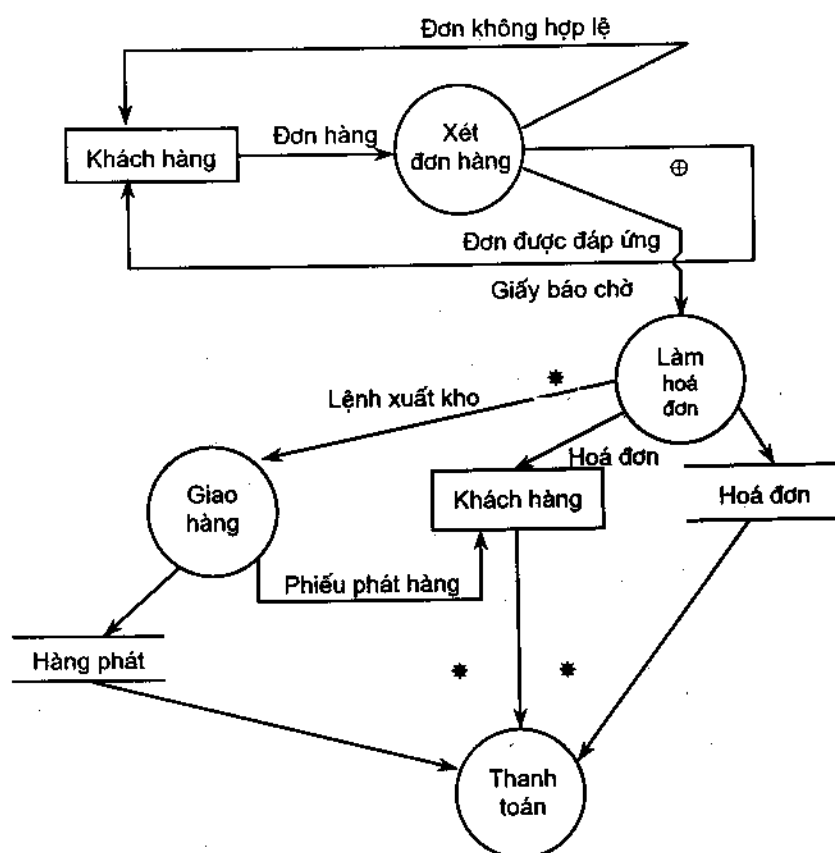 Đơn không hợp lệ
Khách hàng
Đơn hàng
Xét
đơn hàng
Đơn được đáp ứng
Giấy báo chờ
Làm
hoá
đơn
Lệnh xuất kho
Hoá đơn
Giao
hàng
Khách hàng
Hoá đơn
Phiếu phát hàng
Hàng phát
Thanh
toán